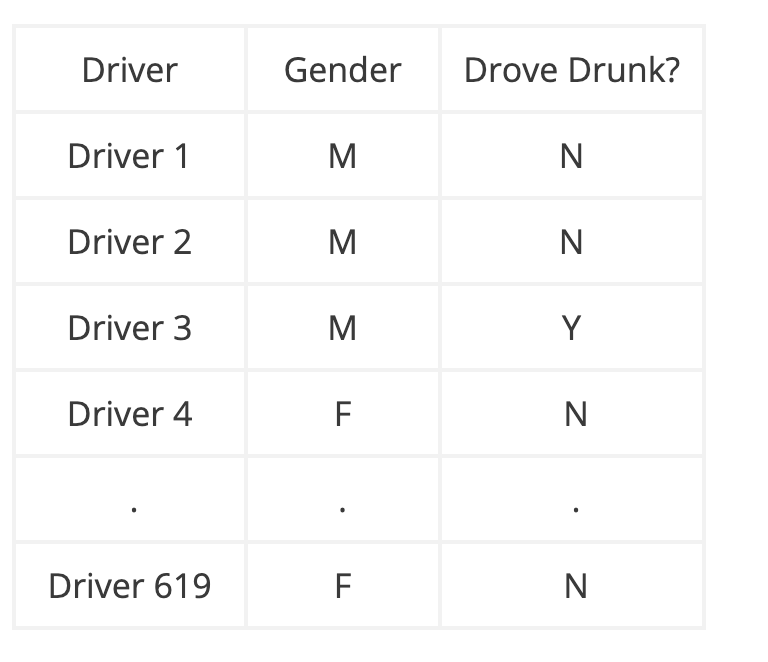 Driver Gender Drove Drunk?
Driver 1 M N
Driver 2 M N
Driver 3 M Y
Driver 4 F N
. . .
Driver 619 F N